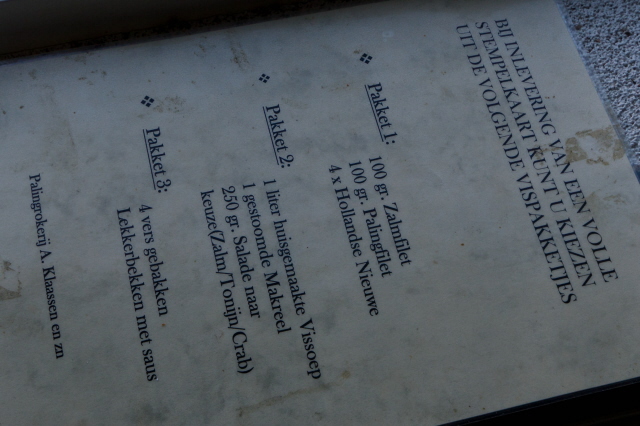 BIJ INLEVERING VAN EEN VOLLE
STEMPELKAART KUNT U KIEZEN
UIT DE VOLGENDE VISPAKKETJES
❖ Pakket 1: 100 gr. Zalmfilet
100 gr. Palingfilet
4 x Hollandse Nieuwe
❖ Pakket 2: 1 liter huisgemaakte Vissoep
1 gestoomde Makreel
250 gr. Salade naar
keuze(Zalm/Tonijn/Crab)
❖ Pakket 3: 4 vers gebakken
Lekkerbekken met saus
Palingrokerij A. Klaassen en zn